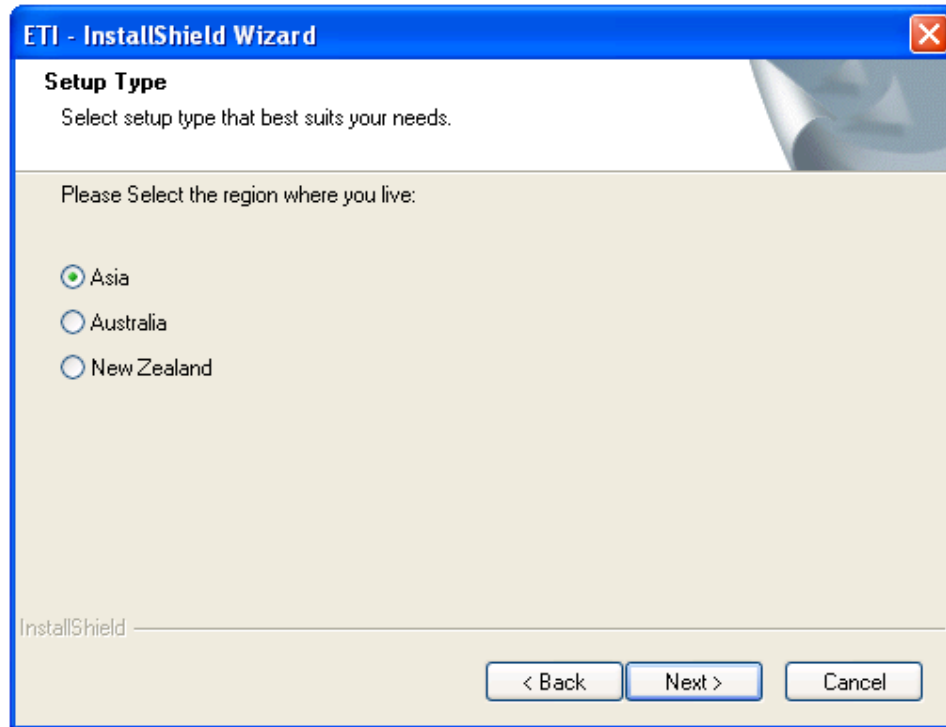 ETI - InstallShield Wizard
Setup Type
Select setup type that best suits your needs.
Please Select the region where you live:
Asia
Australia
New Zealand
InstallShield
< Back
Next >
Cancel